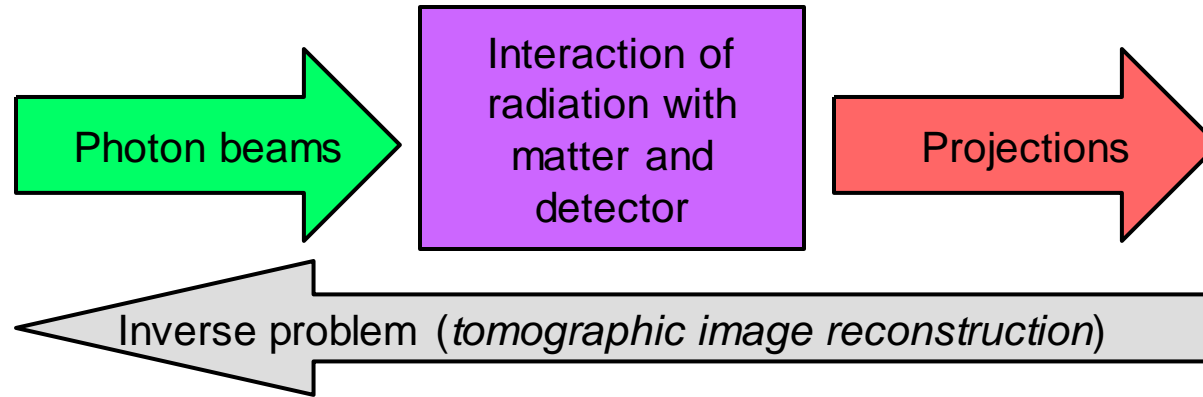 Photon beams
Interaction of
radiation with
matter and
detector
Projections
Inverse problem (tomographic image reconstruction)